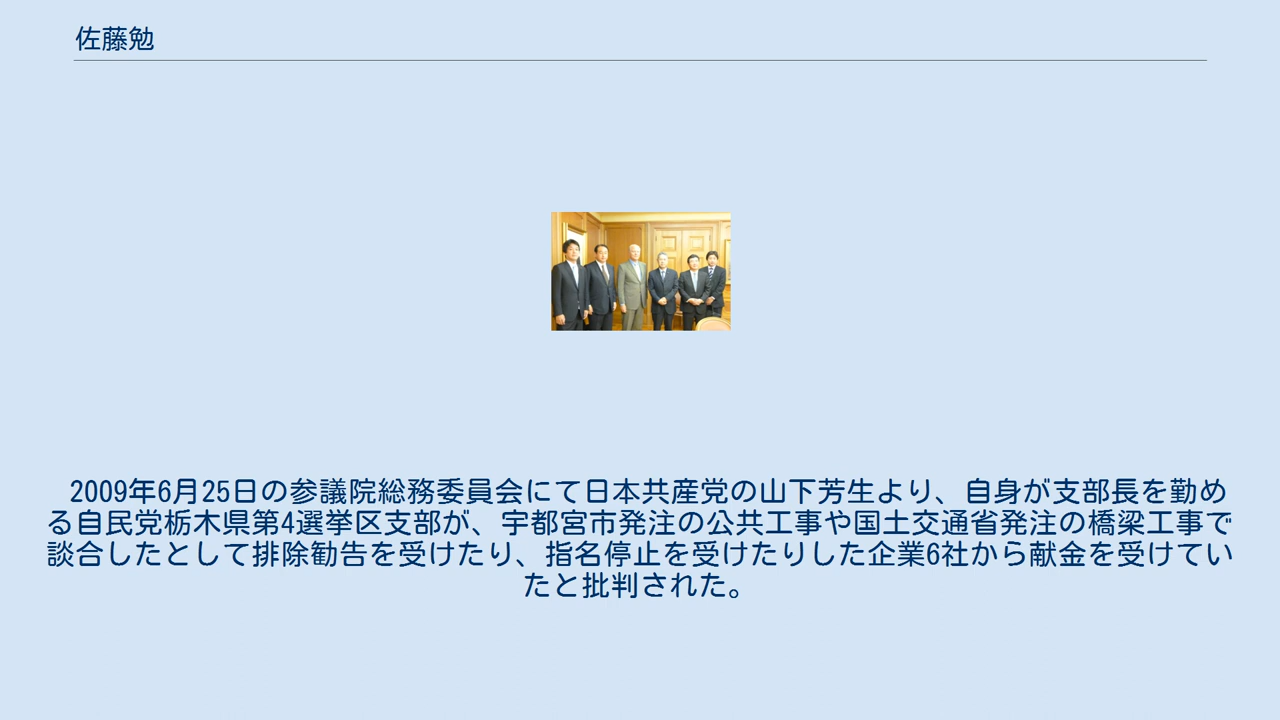 佐藤勉
2009年6月25日の参議院総務委員会にて日本共産党の山下芳生より、自身が支部長を勤め
る自民党栃木県第4選挙区支部が、宇都宮市発注の公共工事や国土交通省発注の橋梁工事で
談合したとして排除勧告を受けたり、指名停止を受けたりした企業6社から献金を受けてい
たと批判された。